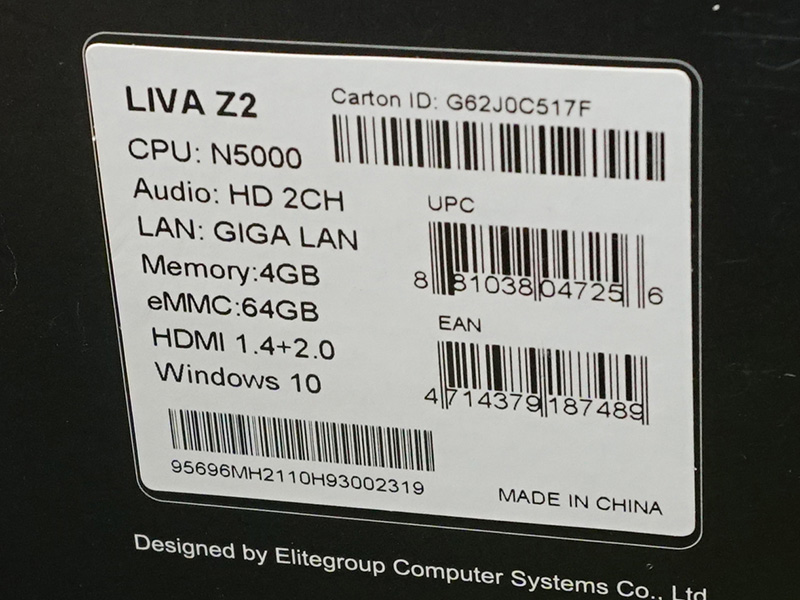 LIVA Z2
CPU: N5000
Audio: HD 2CH
LAN: GIGA LAN
Memory:4GB
eMMC:64GB
HDMI 1.4+2.0
Windows 10
95696MH2110H93002319
Carton ID: G62J0C517F
UPC
8 81038 04725 6
EAN
4 714379 187489
MADE IN CHINA
Designed by Elitegroup Computer Systems Co., Ltd